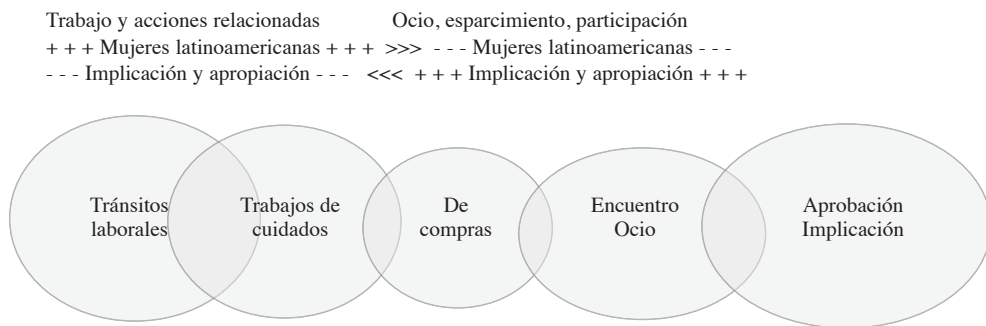 Trabajo y acciones relacionadas Ocio, esparcimiento, participación
+ + + Mujeres latinoamericanas + + + >>> - - - Mujeres latinoamericanas - - -
- - - Implicación y apropiación - - - <<< + + + Implicación y apropiación + + +
Tránsitos
laborales
Trabajos de
cuidados
De
compras
Encuentro
Ocio
Aprobación
Implicación